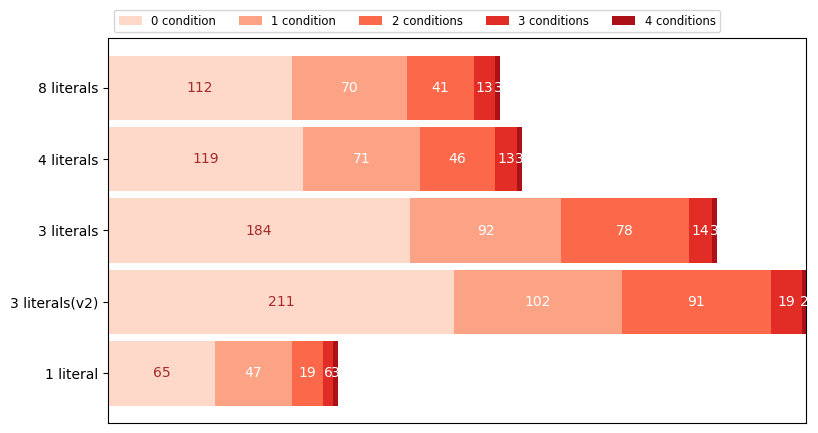 0 condition 1 condition 2 conditions 3 conditions 4 conditions
8 literals 112 70 41 13 3
4 literals 119 71 46 13 3
3 literals 184 92 78 14 3
3 literals(v2) 211 102 91 19 2
1 literal 65 47 19 6 3